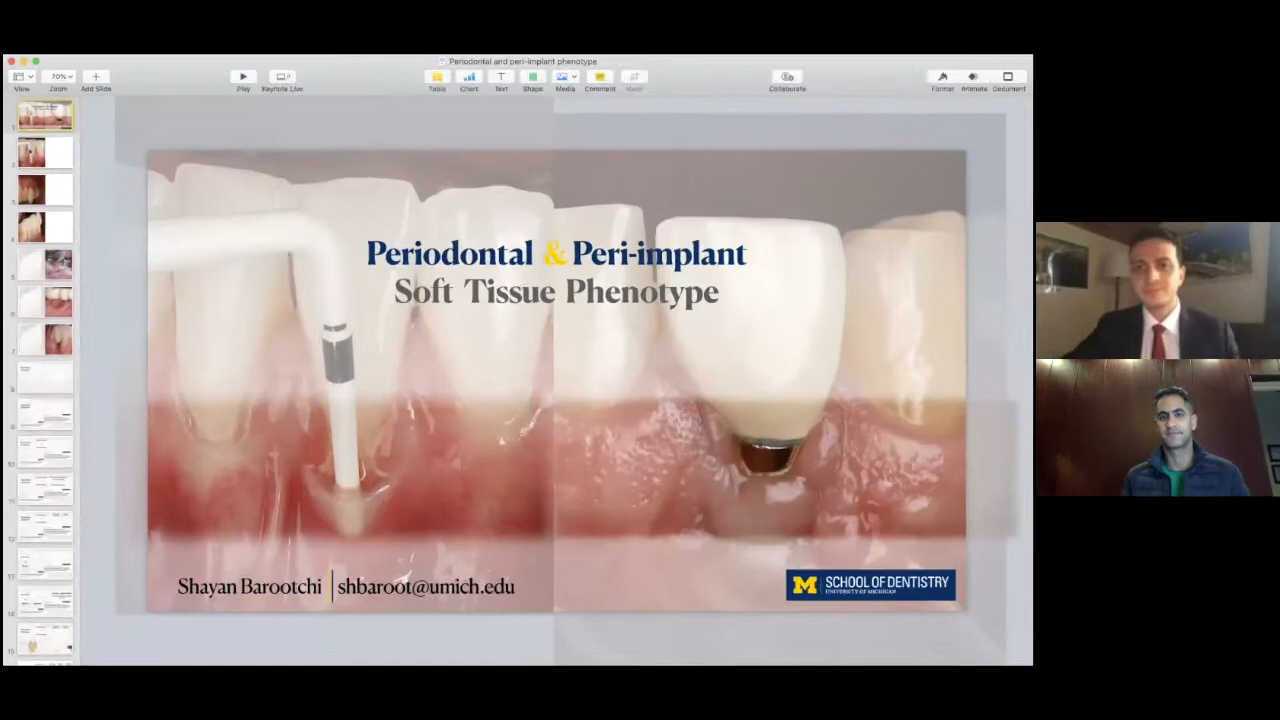 Periodontal and peri-implant phenotype
70%
View
Zoom
Add Slide
Play
Keynote Live
Table
Chart
Text
Shape
Media
Comment
Collaborate
Format
Animate
Document
Periodontal & Peri-implant
Soft Tissue Phenotype
Shayan Barootchi | shbaroot@umich.edu
M SCHOOL OF DENTISTRY
UNIVERSITY OF MICHIGAN